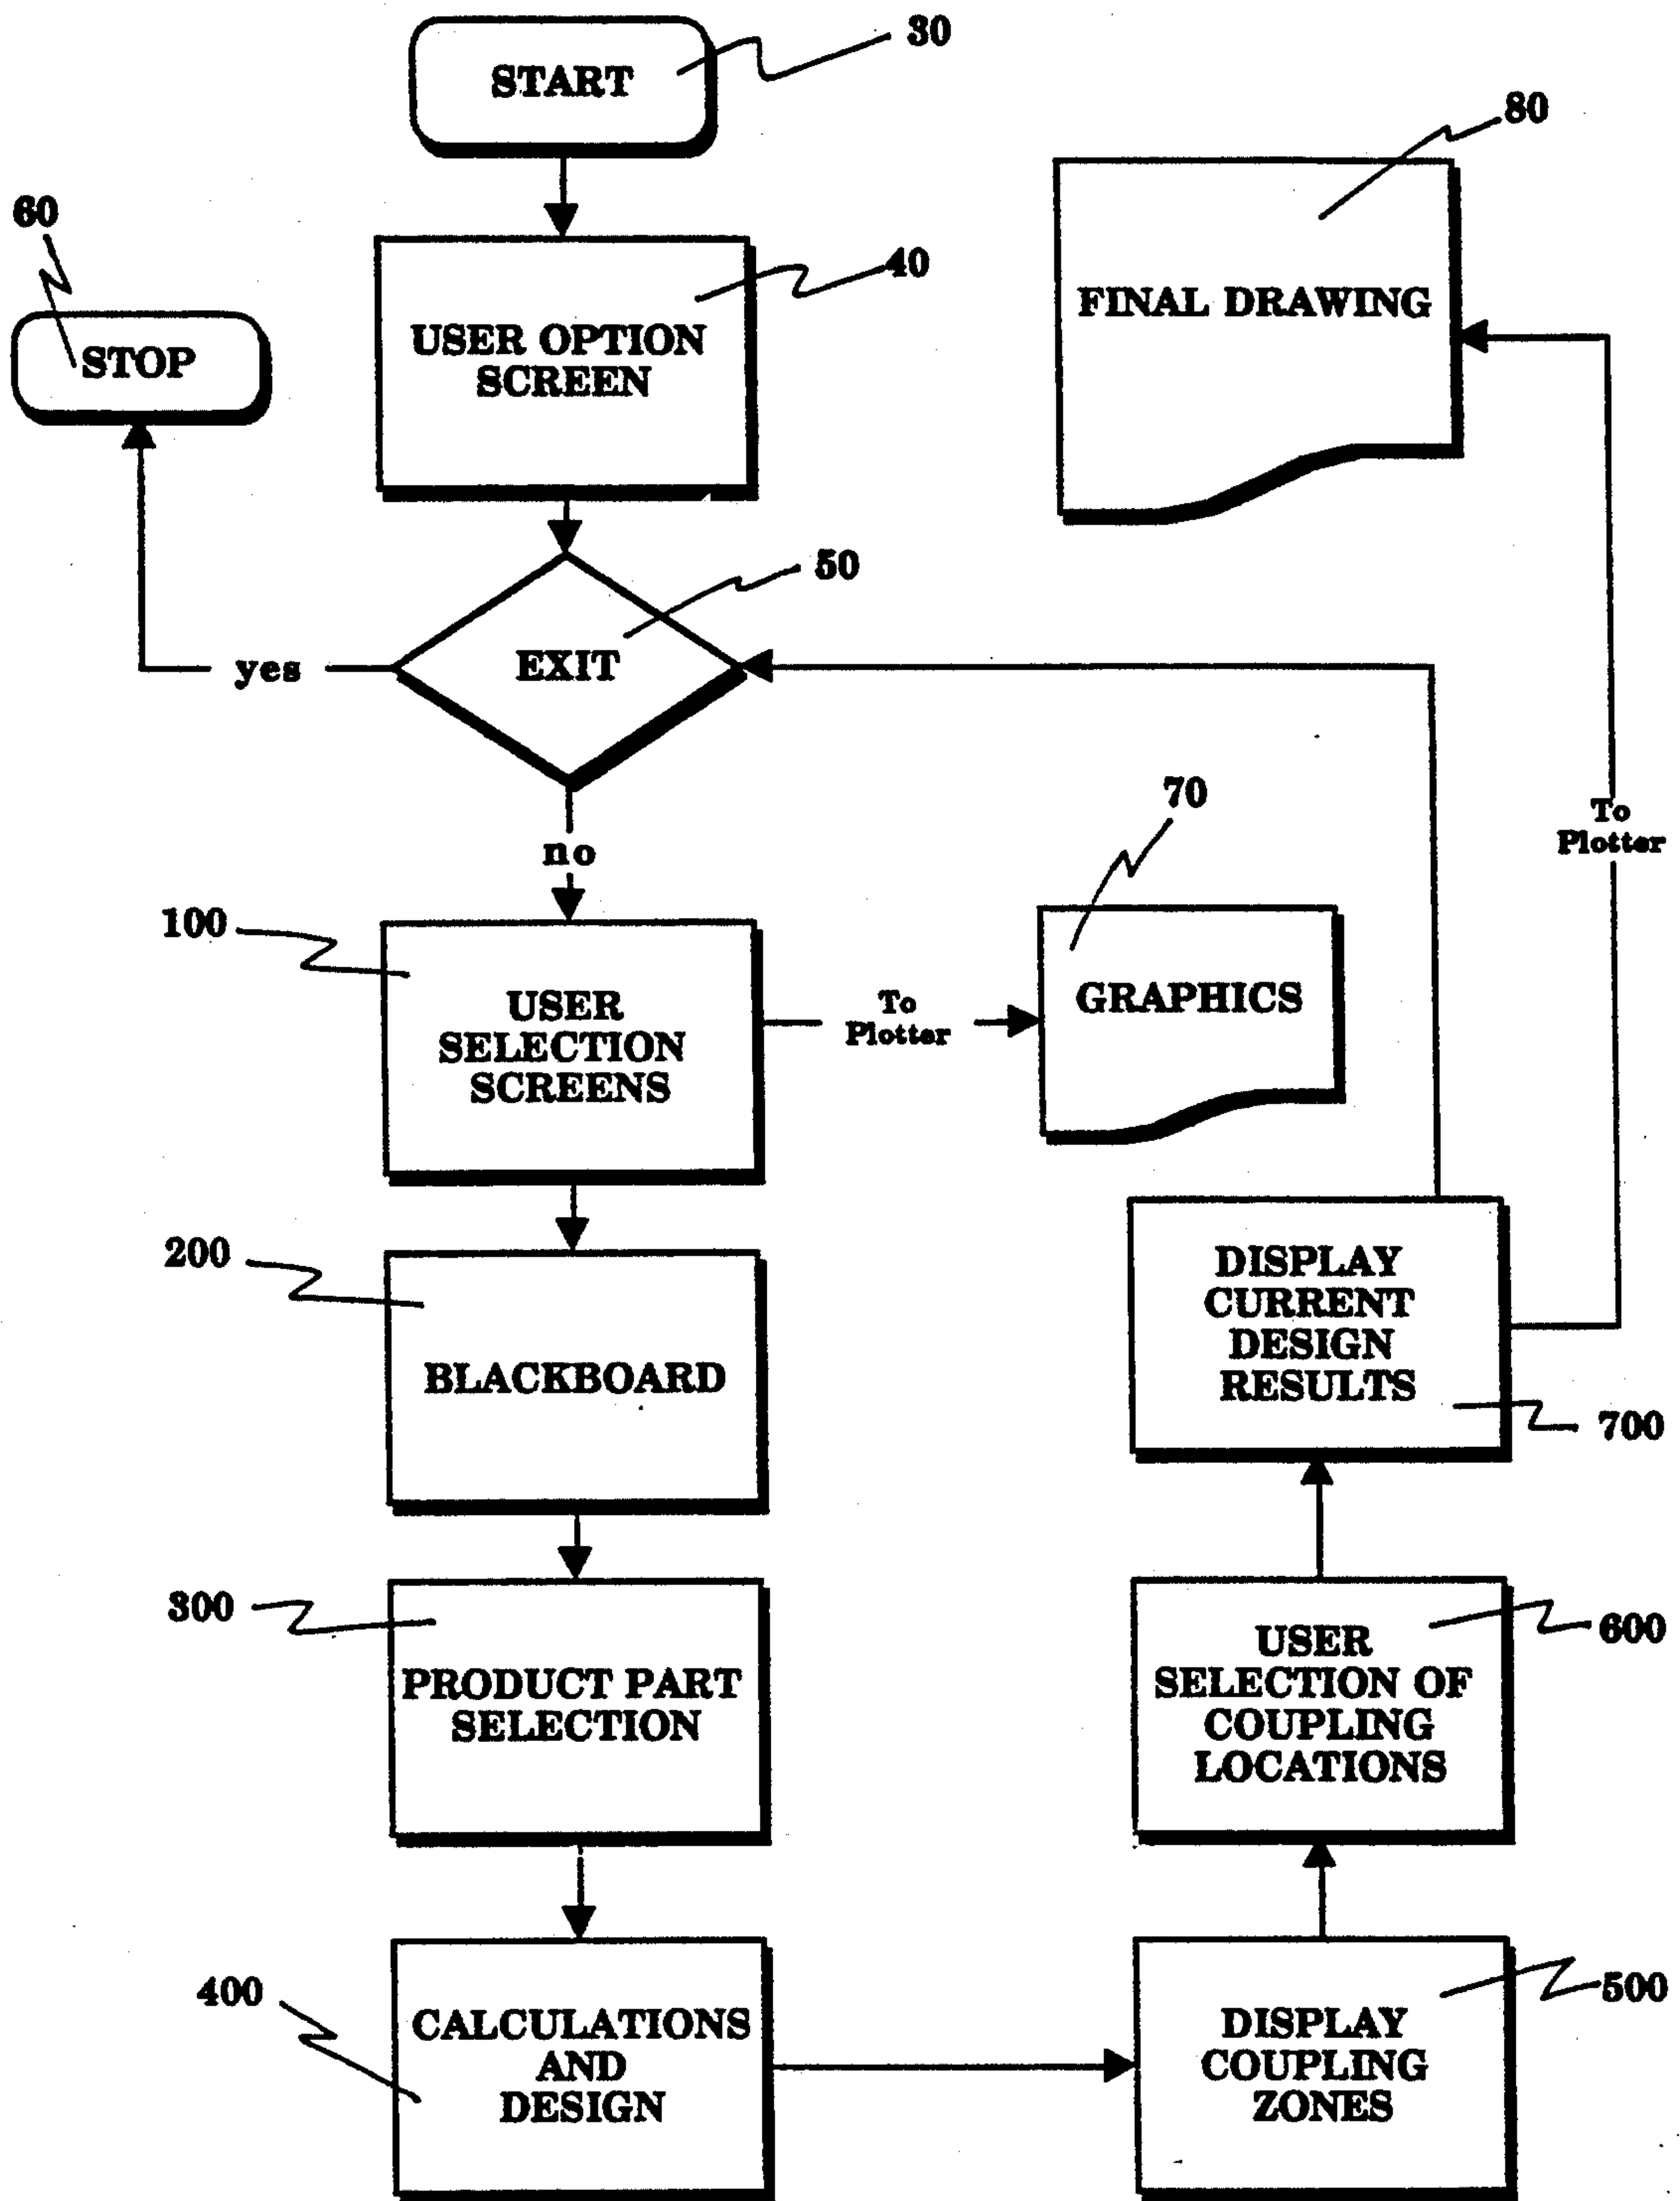 30
START
80
60
40
FINAL DRAWING
USER OPTION
SCREEN
STOP
50
EXIT
yes
70
To
Plotter
no
100
GRAPHICS
USER
SELECTION
SCREENS
To
Plotter
200
DISPLAY
CURRENT
DESIGN
RESULTS
BLACKBOARD
700
300
600
USER
SELECTION OF
COUPLING
LOCATIONS
PRODUCT PART
SELECTION
400
500
CALCULATIONS
AND
DESIGN
DISPLAY
COUPLING
ZONES